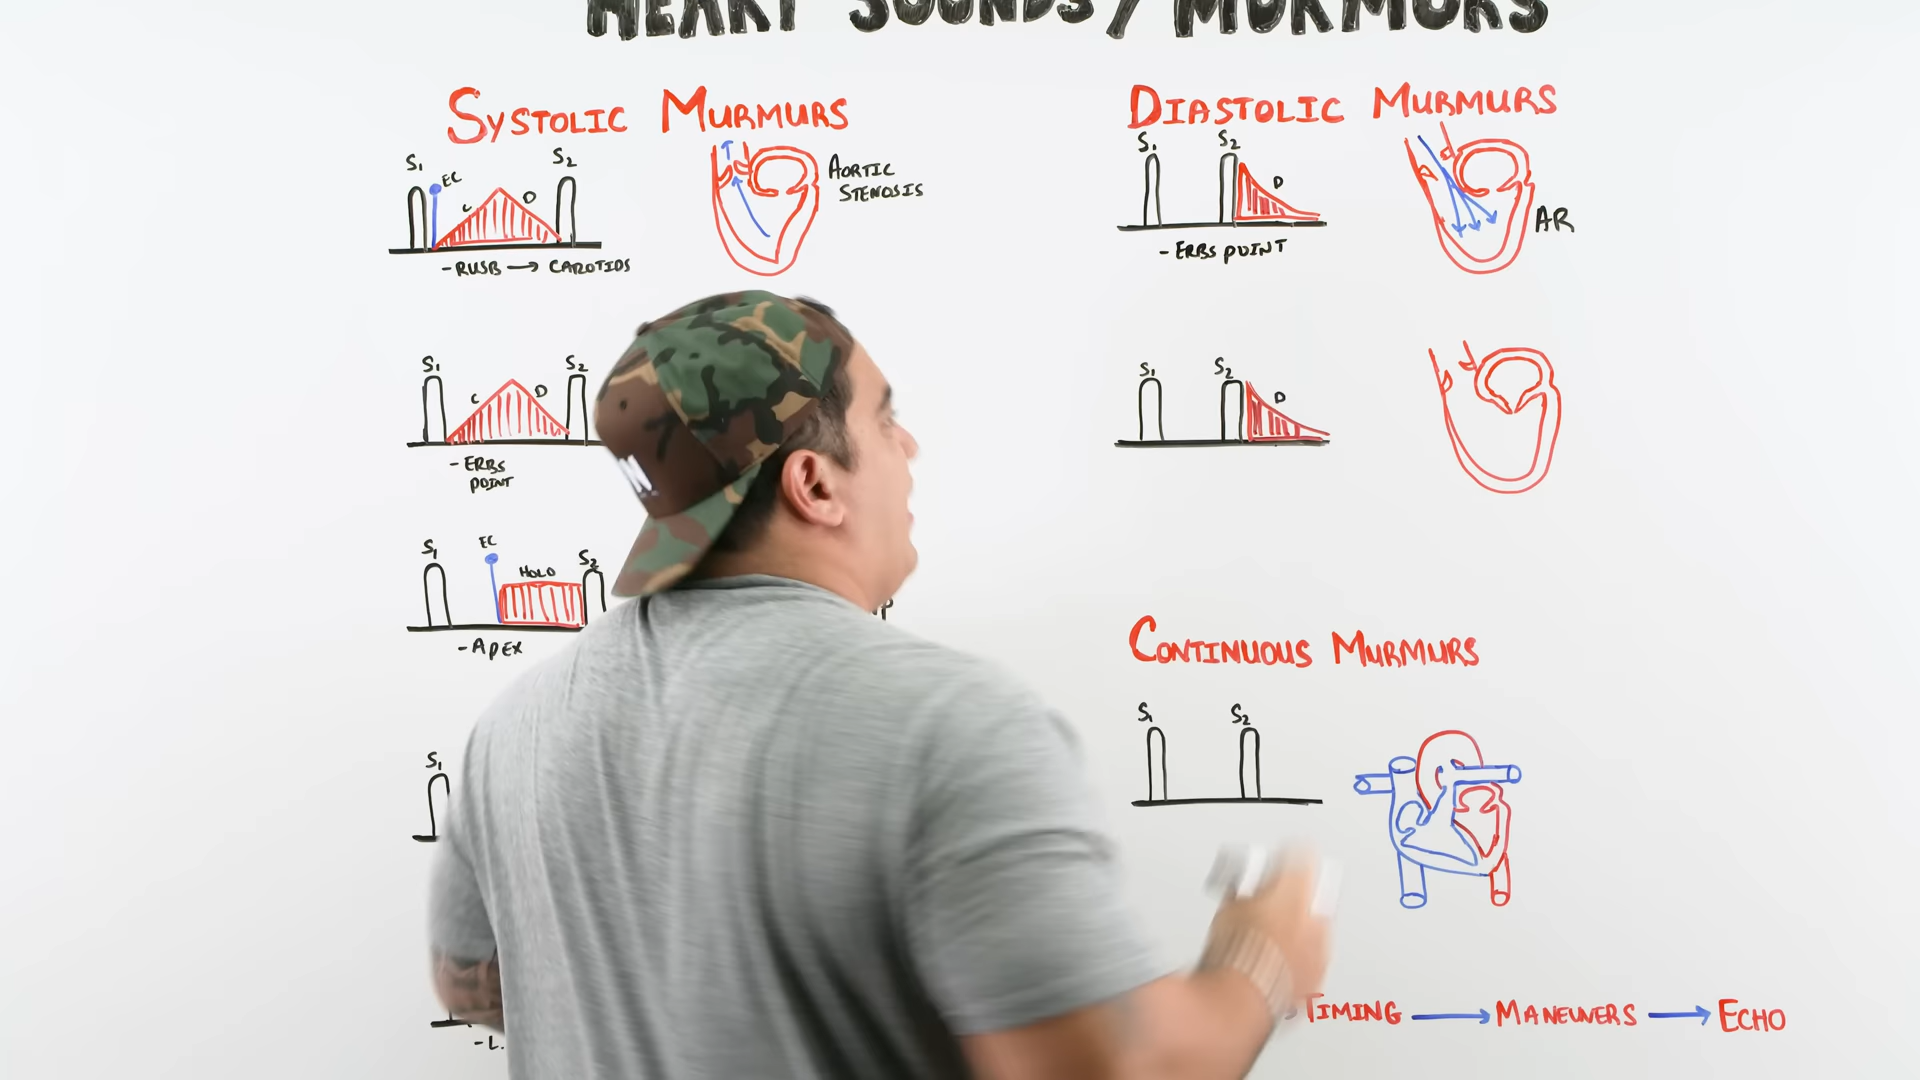 HEART SOUNDS/MURMURS
SYSTOLIC MURMURS
S1
EC
C
D
S2
AORTIC
STENOSIS
-RUSB → CAROTIDS
S1
C
D
S2
-ERBS
POINT
S1
EC
HOLO
S2
-APEX
S1
-L.
DIASTOLIC MURMURS
S1
S2
D
AR
-ERBS POINT
S1
S2
D
CONTINUOUS MURMURS
S1
S2
TIMING → MANEUVERS → ECHO